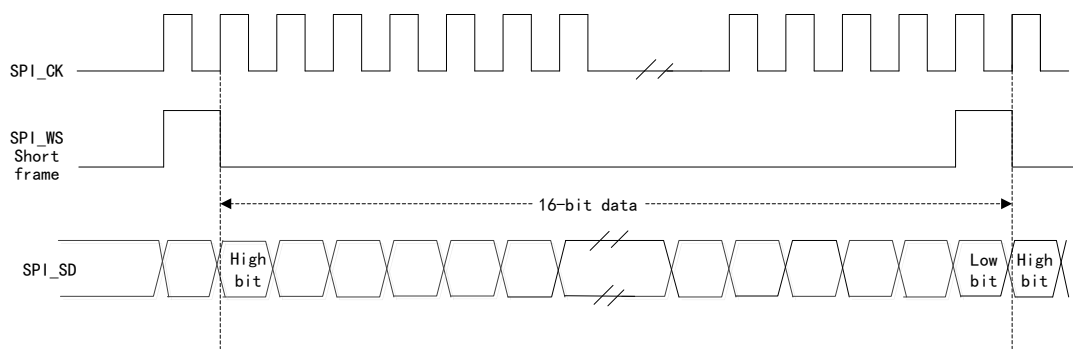 SPI_CK
SPI_WS
Short
frame
16-bit data
SPI_SD
High
bit
Low
bit
High
bit